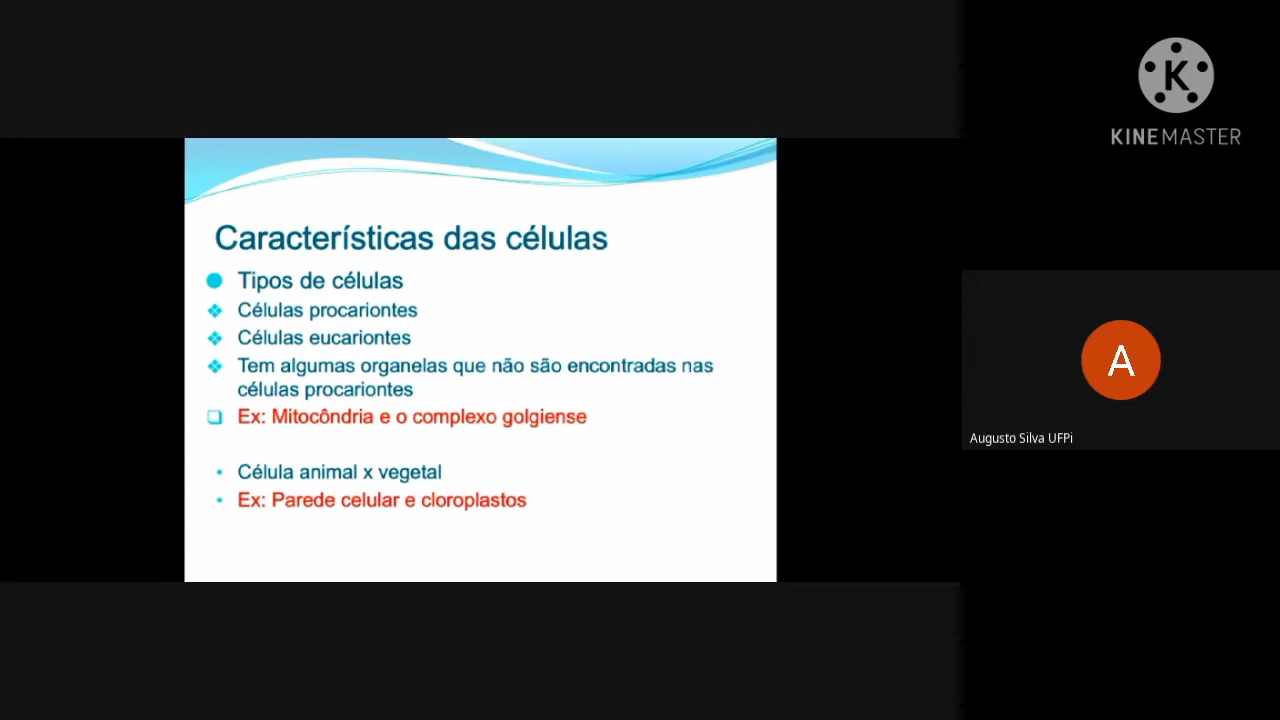 K
KINEMASTER
Características das células
Tipos de células
Células procariontes
Células eucariontes
Tem algumas organelas que não são encontradas nas
células procariontes
Ex: Mitocôndria e o complexo golgiense
Célula animal x vegetal
Ex: Parede celular e cloroplastos
A
Augusto Silva UFPi